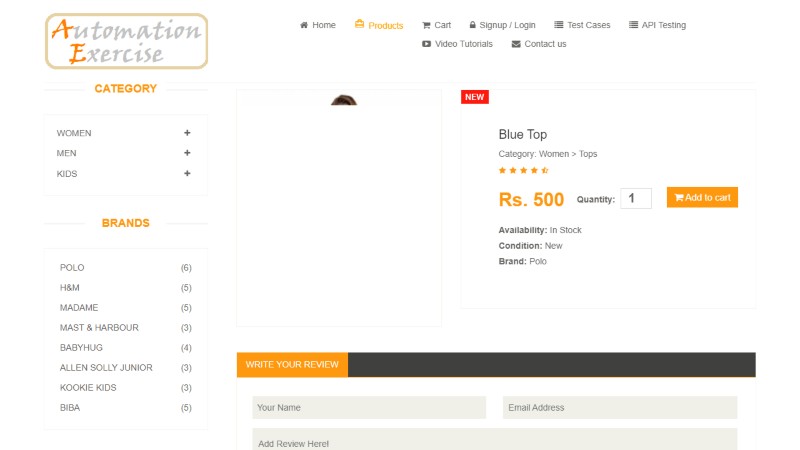 Automation
Exercise
Home
Products
Cart
Signup / Login
Test Cases
API Testing
Video Tutorials
Contact us
CATEGORY
WOMEN +
MEN +
KIDS +
BRANDS
POLO (6)
H&M (5)
MADAME (5)
MAST & HARBOUR (3)
BABYHUG (4)
ALLEN SOLLY JUNIOR (3)
KOOKIE KIDS (3)
BIBA (5)
NEW
Blue Top
Category: Women > Tops
Rs. 500 Quantity: 1 Add to cart
Availability: In Stock
Condition: New
Brand: Polo
WRITE YOUR REVIEW
Your Name
Email Address
Add Review Here!